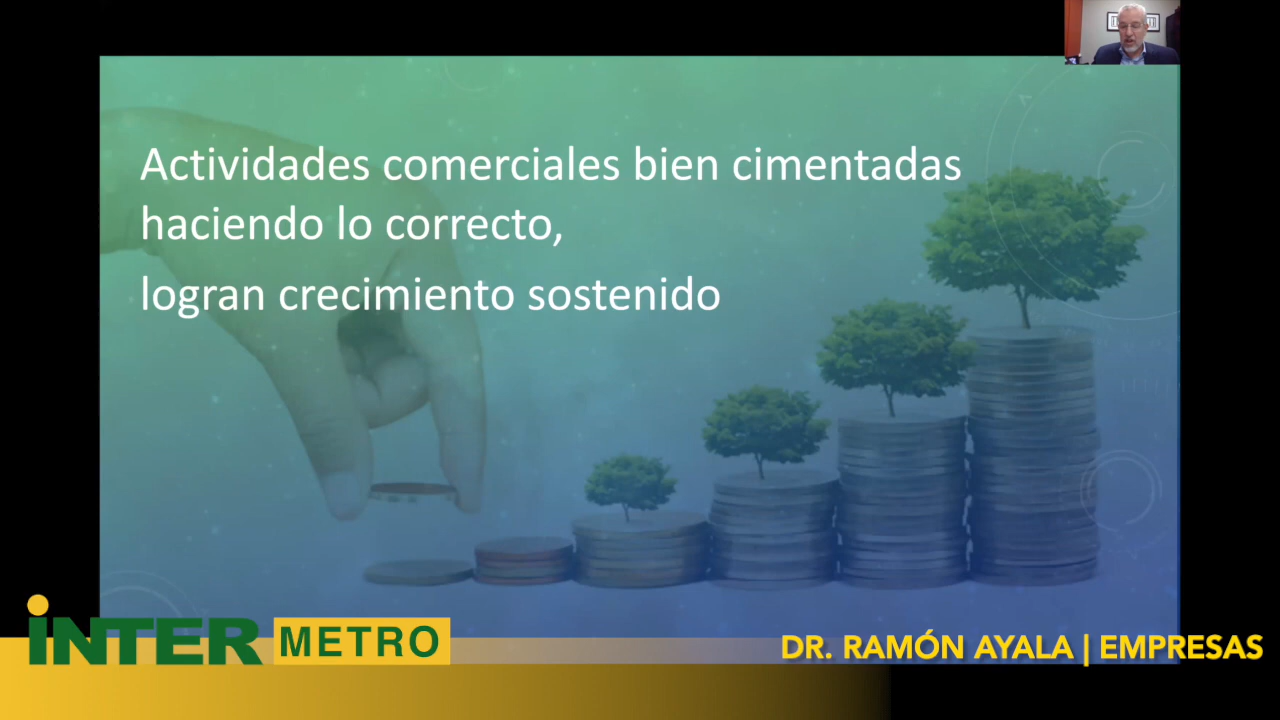 Actividades comerciales bien cimentadas
haciendo lo correcto,
logran crecimiento sostenido
INTER METRO
DR. RAMÓN AYALA | EMPRESAS